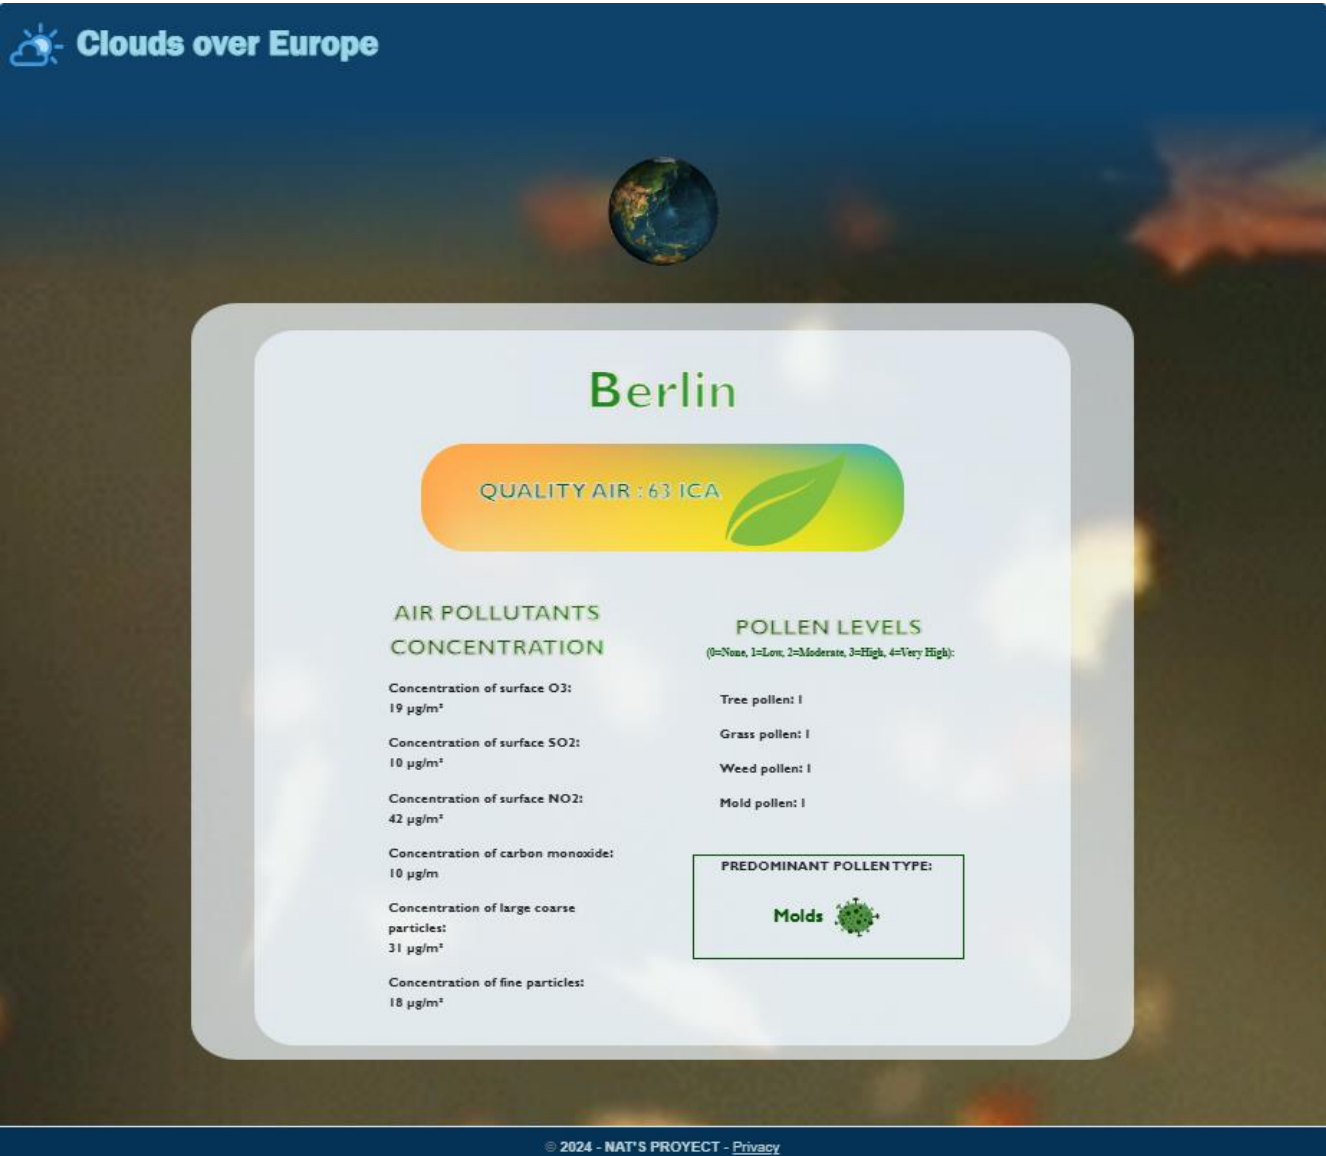 Clouds over Europe
Berlin
QUALITY AIR : 63 ICA
AIR POLLUTANTS
CONCENTRATION
Concentration of surface O3:
19 µg/m³
Concentration of surface SO2:
10 µg/m³
Concentration of surface NO2:
42 µg/m³
Concentration of carbon monoxide:
10 µg/m
Concentration of large coarse
particles:
31 µg/m³
Concentration of fine particles:
18 µg/m³
POLLEN LEVELS
(0=None, 1=Low, 2=Moderate, 3=High, 4=Very High):
Tree pollen: 1
Grass pollen: 1
Weed pollen: 1
Mold pollen: 1
PREDOMINANT POLLEN TYPE:
Molds
© 2024 - NAT'S PROYECT - Privacy